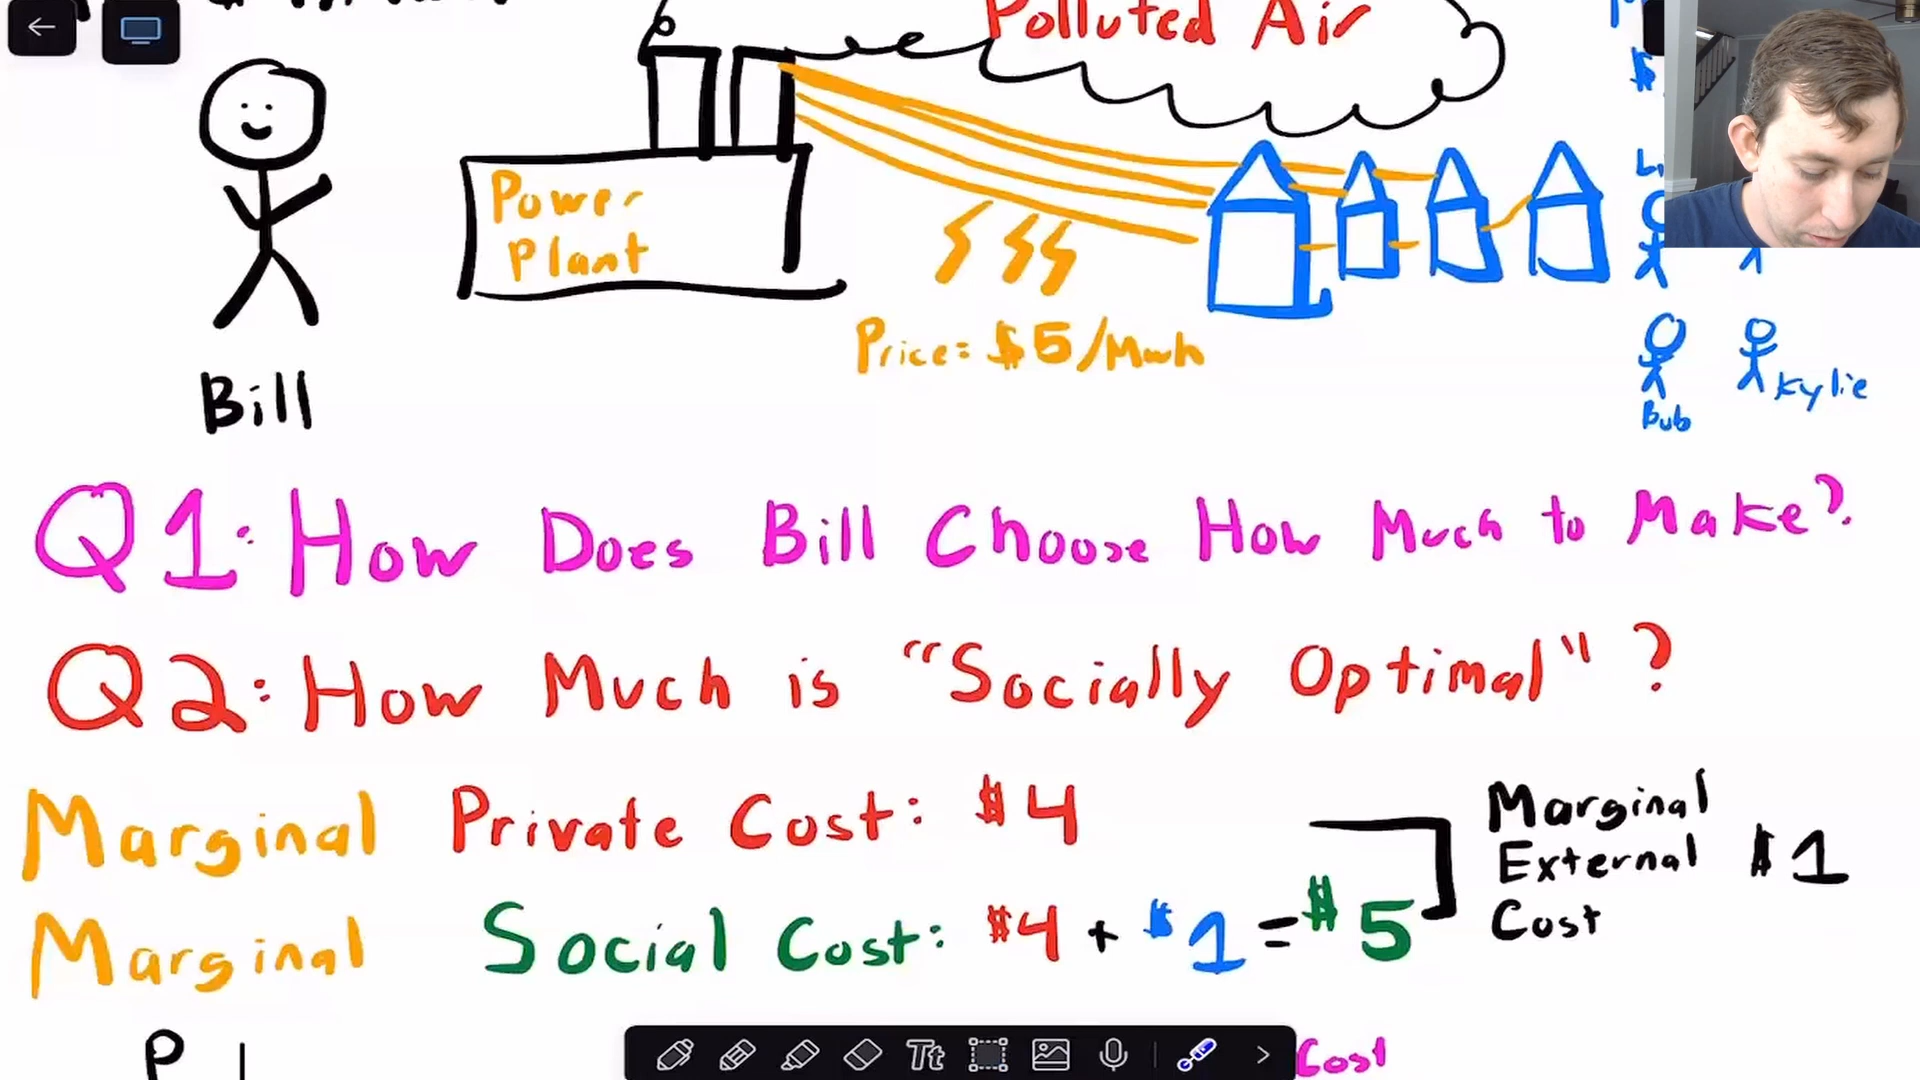 Polluted Air
$
Power
Plant
Price: $5/Mwh
Bill
Kylie
Bub
Q1: How Does Bill Choose How Much to Make?
Q2: How Much is "Socially Optimal"?
Marginal Private Cost: $4
Marginal
External $1
Cost
Marginal Social Cost: $4 + $1 = $5
P
Tt
Cost